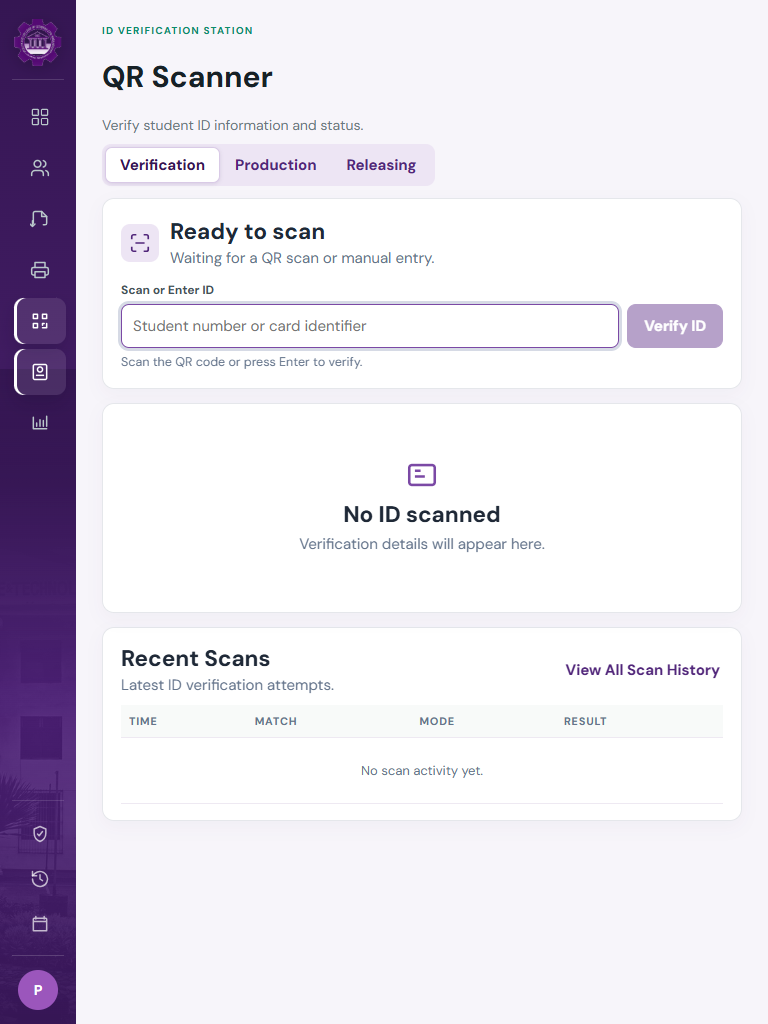 ID VERIFICATION STATION
QR Scanner
Verify student ID information and status.
Verification Production Releasing
Ready to scan
Waiting for a QR scan or manual entry.
Scan or Enter ID
Student number or card identifier
Verify ID
Scan the QR code or press Enter to verify.
No ID scanned
Verification details will appear here.
Recent Scans
Latest ID verification attempts.
View All Scan History
TIME MATCH MODE RESULT
No scan activity yet.
P